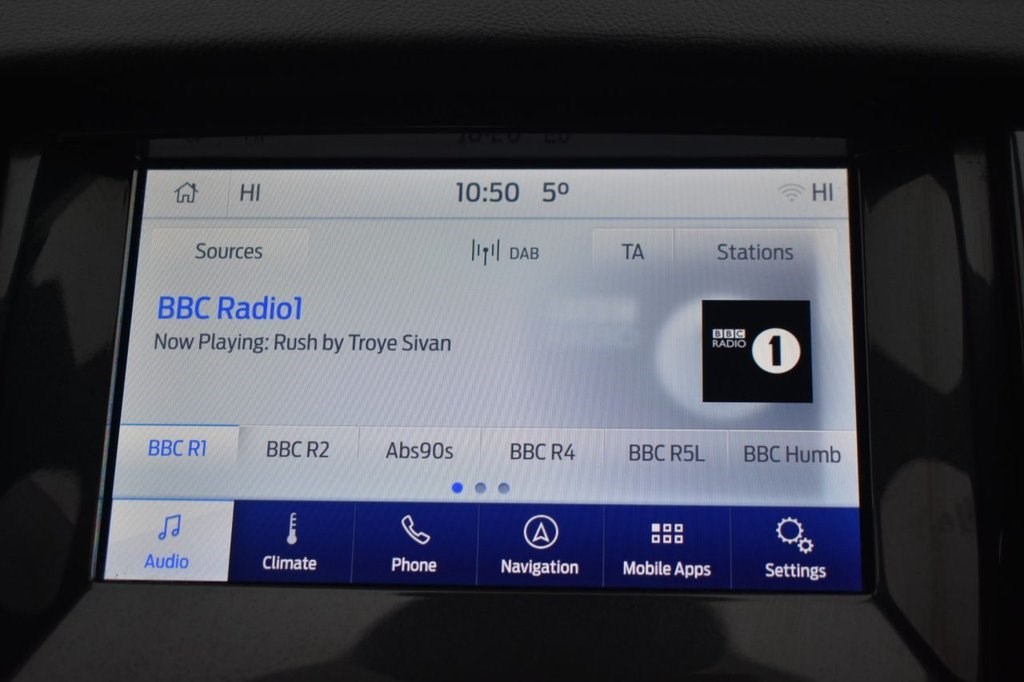 HI 10:50 5º HI
Sources DAB TA Stations
BBC Radio1
Now Playing: Rush by Troye Sivan
BBC
RADIO 1
BBC R1 BBC R2 Abs90s BBC R4 BBC R5L BBC Humb
Audio Climate Phone Navigation Mobile Apps Settings